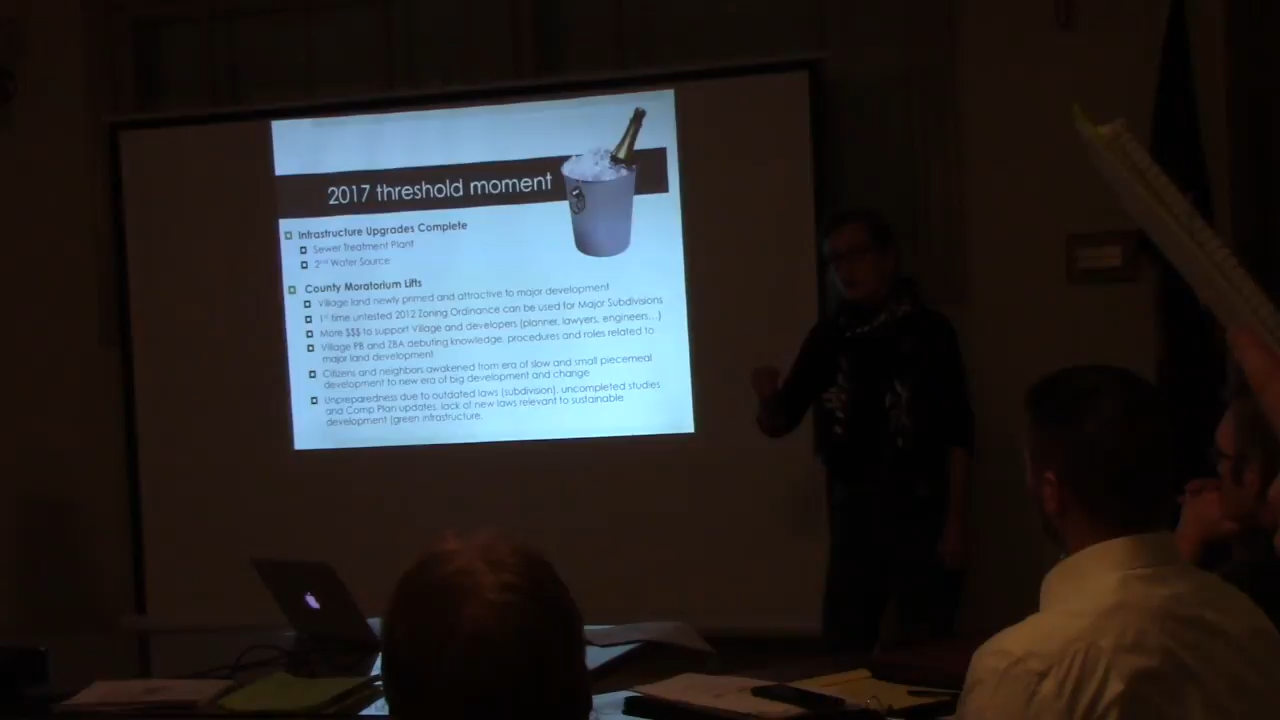 2017 threshold moment
Infrastructure Upgrades Complete
Sewer Treatment Plant
2nd Water Source
County Moratorium Lifts
Village land newly primed and attractive to major development
1st time untested 2012 Zoning Ordinance can be used for Major Subdivisions
More $$$ to support Village and developers (planner, lawyers, engineers...)
Village PB and ZBA debuting knowledge, procedures and roles related to
major land development
Citizens and neighbors awakened from era of slow and small piecemeal
development to new era of big development and change
Unpreparedness due to outdated laws (subdivision), uncompleted studies
and Comp Plan updates, lack of new laws relevant to sustainable
development (green infrastructure.